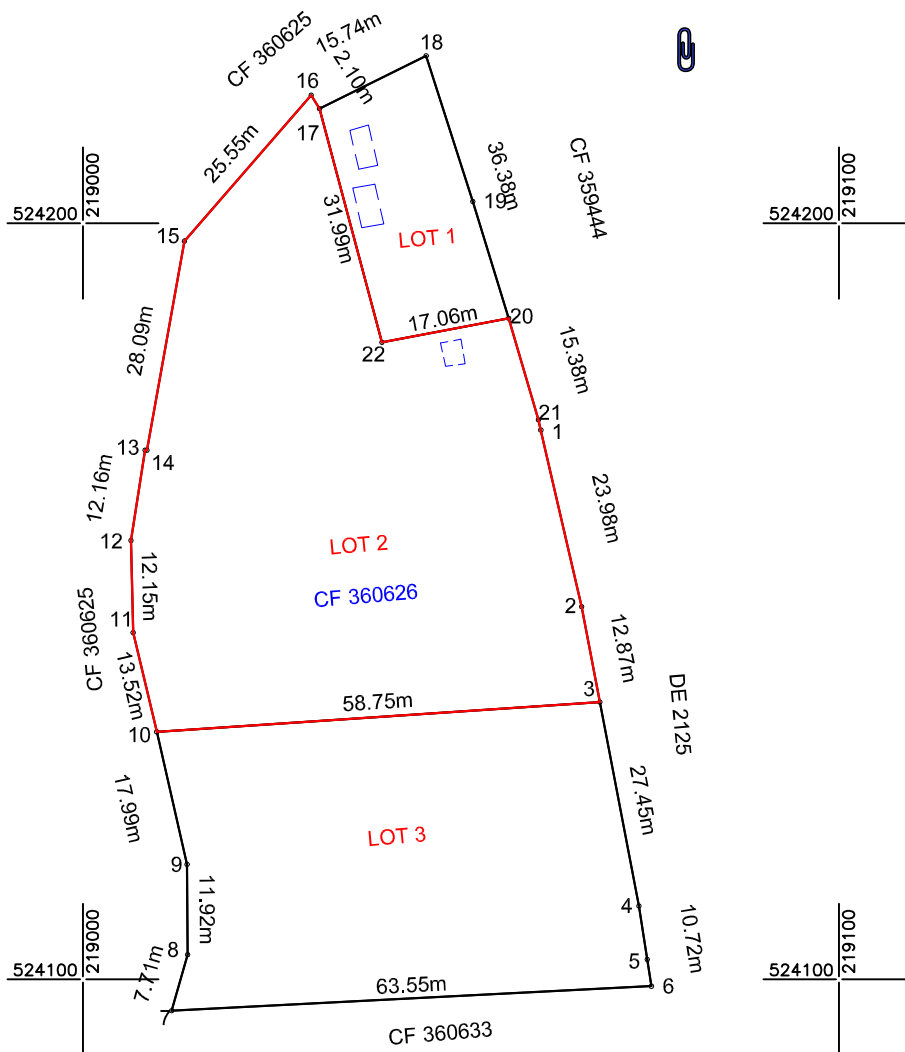 CF 360625
15.74m
2.10m
18
16
17
25.55m
36.38m
CF 359444
19
31.99m
524200
219000
524200
219100
15
LOT 1
17.06m
20
22
28.09m
15.38m
21
1
13
14
12.16m
23.98m
12
12.15m
LOT 2
CF 360626
CF 360625
11
2
13.52m
12.87m
3
58.75m
10
DE 2125
17.99m
27.45m
LOT 3
9
11.92m
4
10.72m
8
7.71m
5
524100
219000
524100
219100
63.55m
6
7
CF 360633